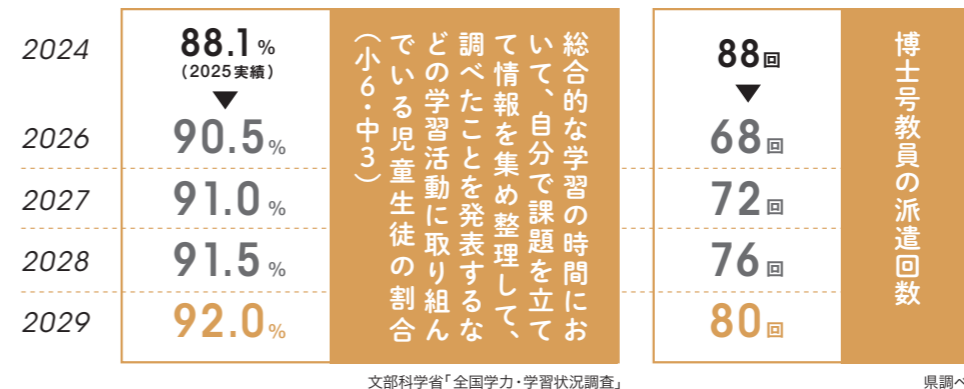 2024
2026
2027
2028
2029
88.1%
(2025実績)
▼
90.5%
91.0%
91.5%
92.0%
総合的な学習の時間にお
いて、自分で課題を立て
て情報を集め整理して、
調べたことを発表するな
どの学習活動に取り組ん
でいる児童生徒の割合
(小6・中3)
文部科学省「全国学力・学習状況調査」
88回
▼
68回
72回
76回
80回
博士号教員の派遣回数
県調べ